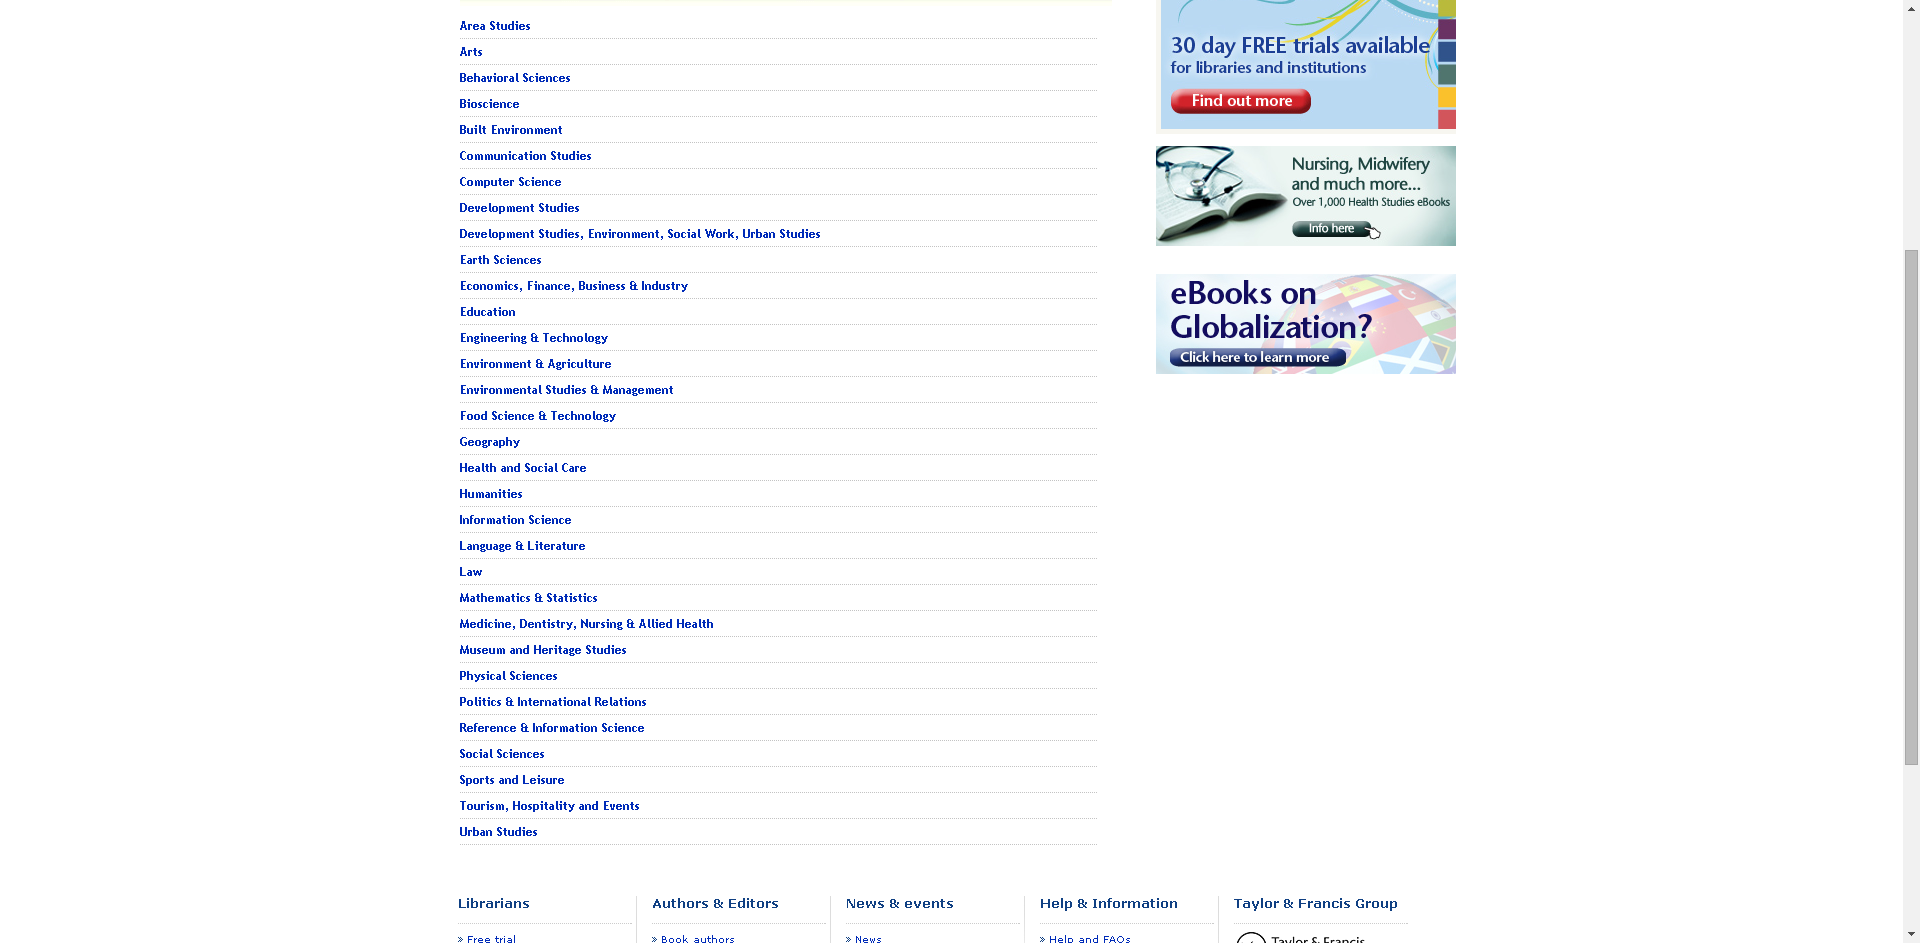 Area Studies
Arts
Behavioral Sciences
Bioscience
Built Environment
Communication Studies
Computer Science
Development Studies
Development Studies, Environment, Social Work, Urban Studies
Earth Sciences
Economics, Finance, Business & Industry
Education
Engineering & Technology
Environment & Agriculture
Environmental Studies & Management
Food Science & Technology
Geography
Health and Social Care
Humanities
Information Science
Language & Literature
Law
Mathematics & Statistics
Medicine, Dentistry, Nursing & Allied Health
Museum and Heritage Studies
Physical Sciences
Politics & International Relations
Reference & Information Science
Social Sciences
Sports and Leisure
Tourism, Hospitality and Events
Urban Studies
30 day FREE trials available
for libraries and institutions
Find out more
Nursing, Midwifery
and much more...
Over 1,000 Health Studies eBooks
Info here
eBooks on
Globalization?
Click here to learn more
Librarians
» Free trial
Authors & Editors
» Book authors
News & events
» News
Help & Information
» Help and FAQs
Taylor & Francis Group
Taylor & Francis